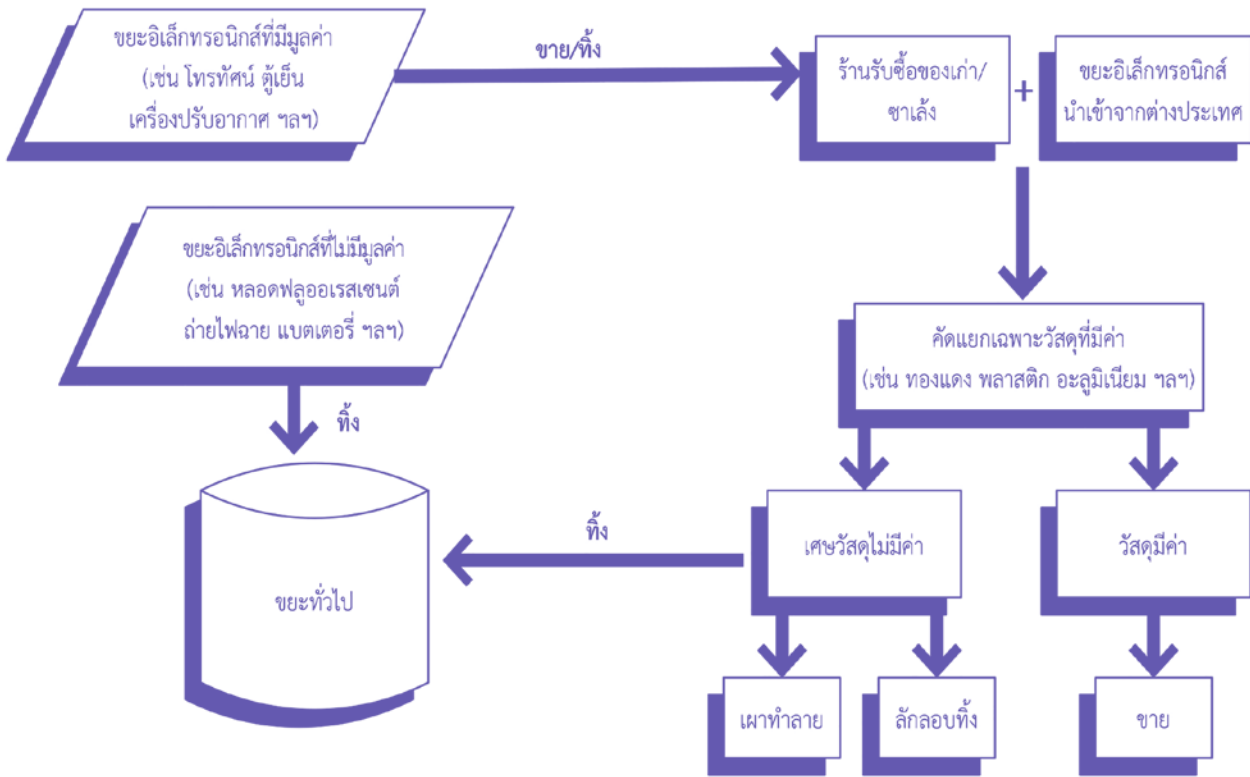 ขยะอิเล็กทรอนิกส์ที่มีมูลค่า
(เช่น โทรทัศน์ ตู้เย็น
เครื่องปรับอากาศ ฯลฯ)
ขาย/ทิ้ง
ร้านรับซื้อของเก่า/
ซาเล้ง
+
ขยะอิเล็กทรอนิกส์
นำเข้าจากต่างประเทศ
ขยะอิเล็กทรอนิกส์ที่ไม่มีมูลค่า
(เช่น หลอดฟลูออเรสเซนต์
ถ่ายไฟฉาย แบตเตอรี่ ฯลฯ)
ทิ้ง
คัดแยกเฉพาะวัสดุที่มีค่า
(เช่น ทองแดง พลาสติก อะลูมิเนียม ฯลฯ)
ขยะทั่วไป
ทิ้ง
เศษวัสดุไม่มีค่า
วัสดุมีค่า
เผาทำลาย
ลักลอบทิ้ง
ขาย